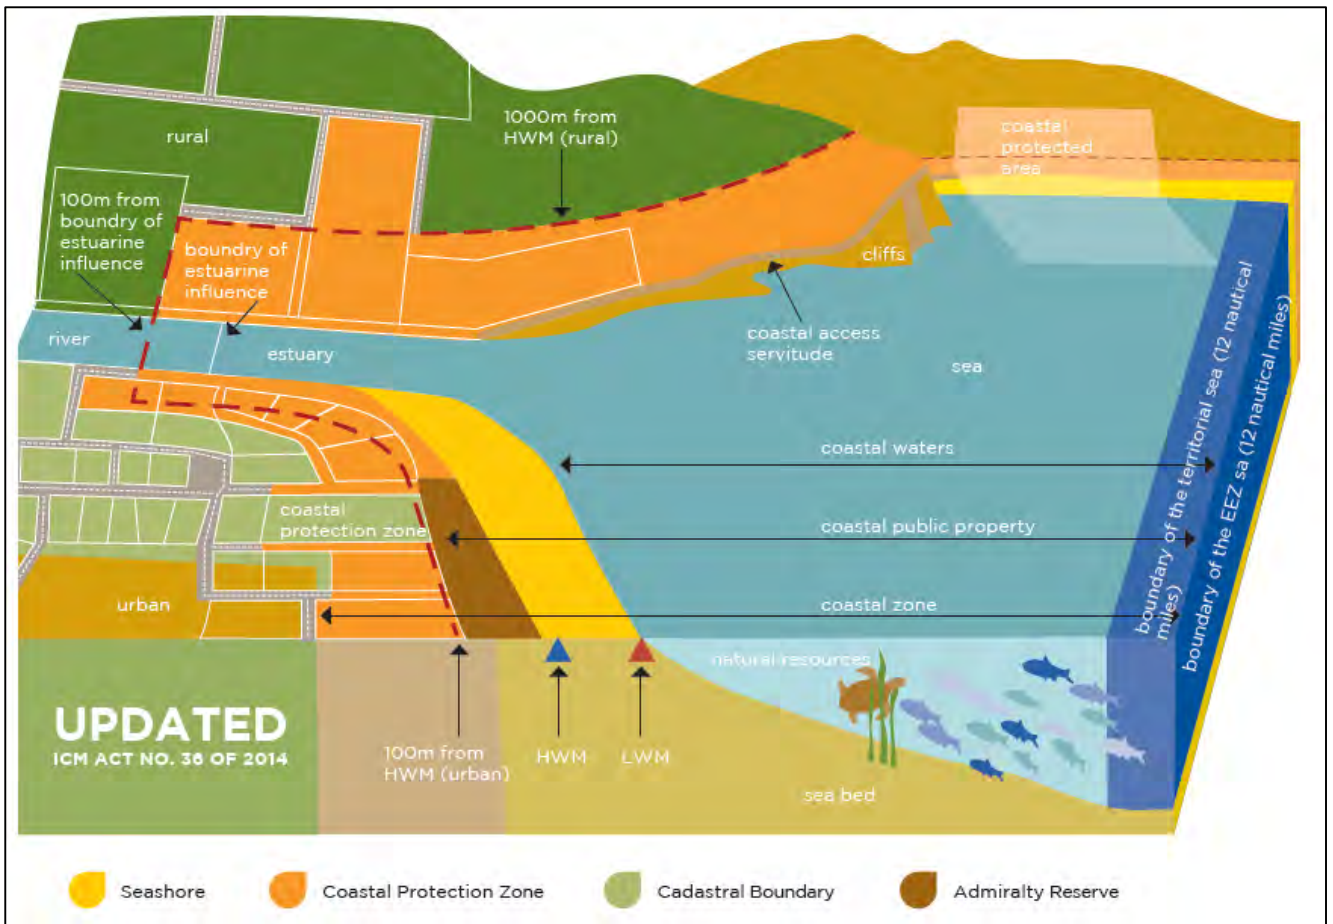 1000m from
HWM (rural)
coastal
protected
area
rural
100m from
boundry of
estuarine
influence
boundry of
estuarine
influence
cliffs
river
estuary
coastal access
servitude
sea
coastal waters
coastal public property
coastal zone
boundary of the territorial sea (12 nautical
miles)
boundary of the EEZ sa (12 nautical miles)
coastal
protection zone
urban
natural resources
UPDATED
ICM ACT NO. 36 OF 2014
100m from
HWM (urban)
HWM
LWM
sea bed
Seashore
Coastal Protection Zone
Cadastral Boundary
Admiralty Reserve